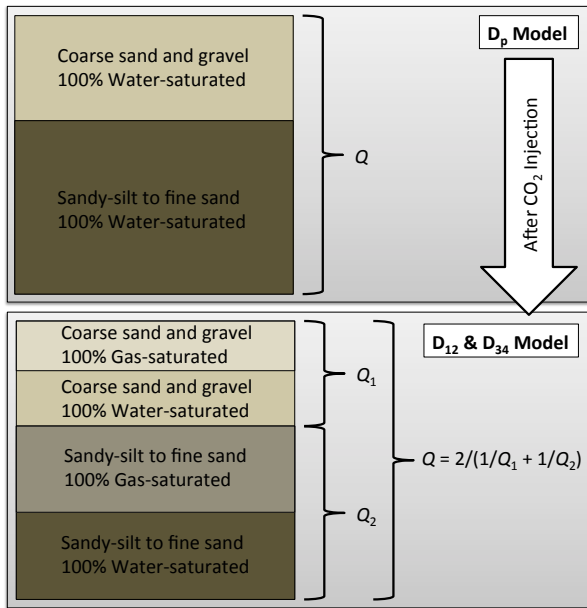 Coarse sand and gravel
100% Water-saturated
Sandy-silt to fine sand
100% Water-saturated
Q
Dₚ Model
After CO₂ Injection
Coarse sand and gravel
100% Gas-saturated
Coarse sand and gravel
100% Water-saturated
Sandy-silt to fine sand
100% Gas-saturated
Sandy-silt to fine sand
100% Water-saturated
Q₁
Q₂
D₁₂ & D₃₄ Model
Q = 2/(1/Q₁ + 1/Q₂)